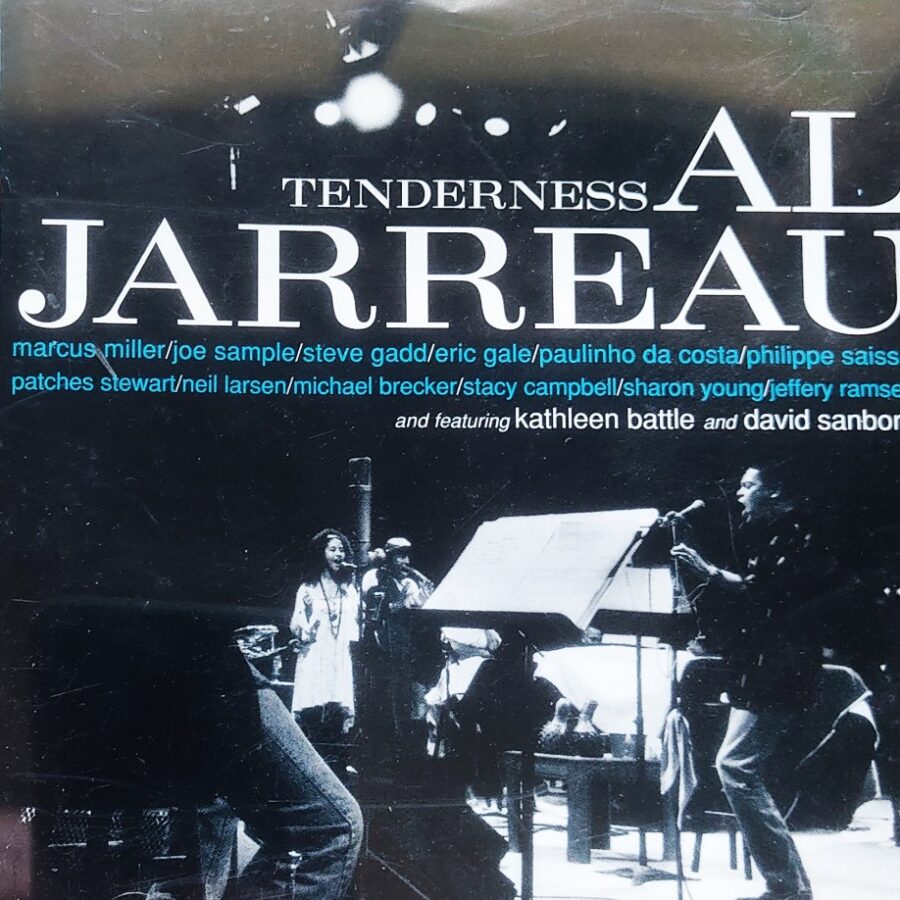 TENDERNESS AL
JARREAU
marcus miller/joe sample/steve gadd/eric gale/paulinho da costa/philippe saiss
patches stewart/neil larsen/michael brecker/stacy campbell/sharon young/jeffery ramse
and featuring kathleen battle and david sanbor